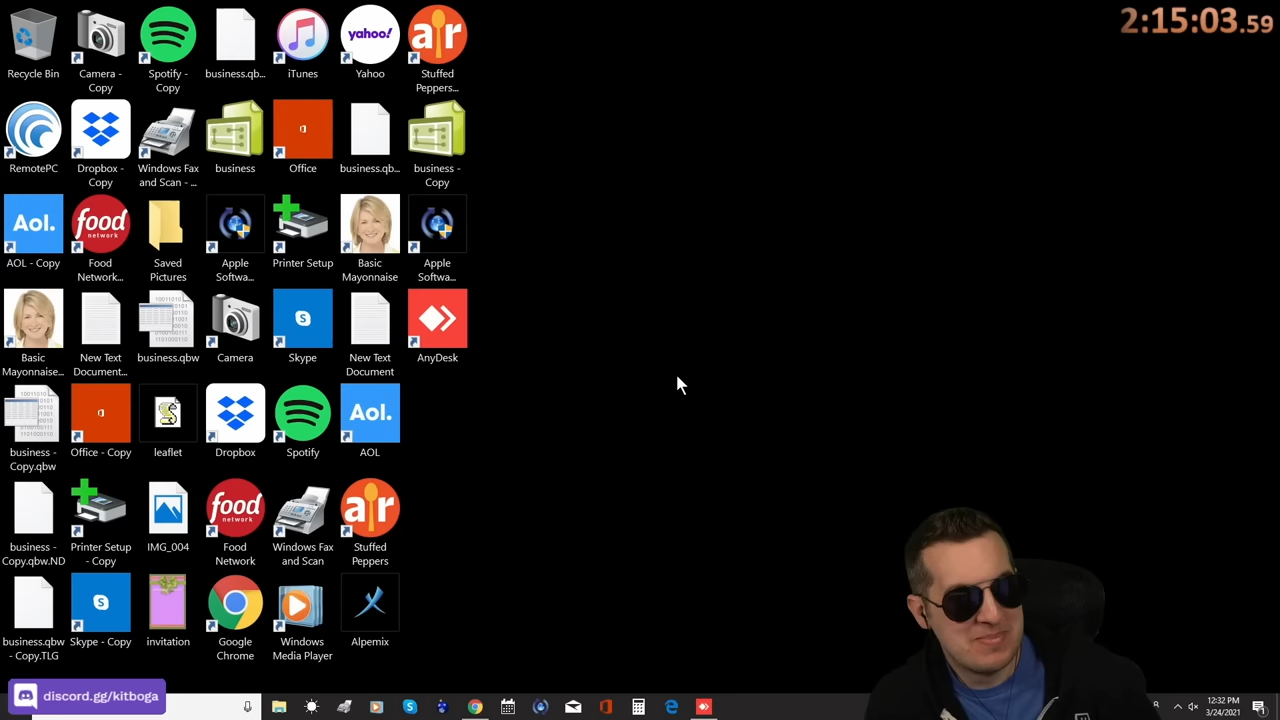 2:15:03.59
Recycle Bin
Camera -
Copy
Spotify -
Copy
business.qb...
iTunes
yahoo!
Yahoo
ar
Stuffed
Peppers...
RemotePC
Dropbox -
Copy
Windows Fax
and Scan - ...
business
Office
business.qb...
business -
Copy
Aol.
AOL - Copy
food
network
Food
Network...
Saved
Pictures
Apple
Softwa...
Printer Setup
Basic
Mayonnaise
Apple
Softwa...
Basic
Mayonnaise...
New Text
Document...
business.qbw
Camera
Skype
New Text
Document
AnyDesk
business -
Copy.qbw
Office - Copy
leaflet
Dropbox
Spotify
Aol.
AOL
business -
Copy.qbw.ND
Printer Setup
- Copy
IMG_004
food
network
Food
Network
Windows Fax
and Scan
ar
Stuffed
Peppers
business.qbw
- Copy.TLG
Skype - Copy
invitation
Google
Chrome
Windows
Media Player
Alpemix
discord.gg/kitboga
12:32 PM
3/24/2021